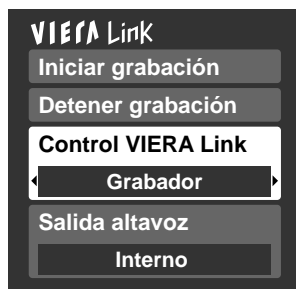 VIERA Link
Iniciar grabación
Detener grabación
Control VIERA Link
Grabador
Salida altavoz
Interno